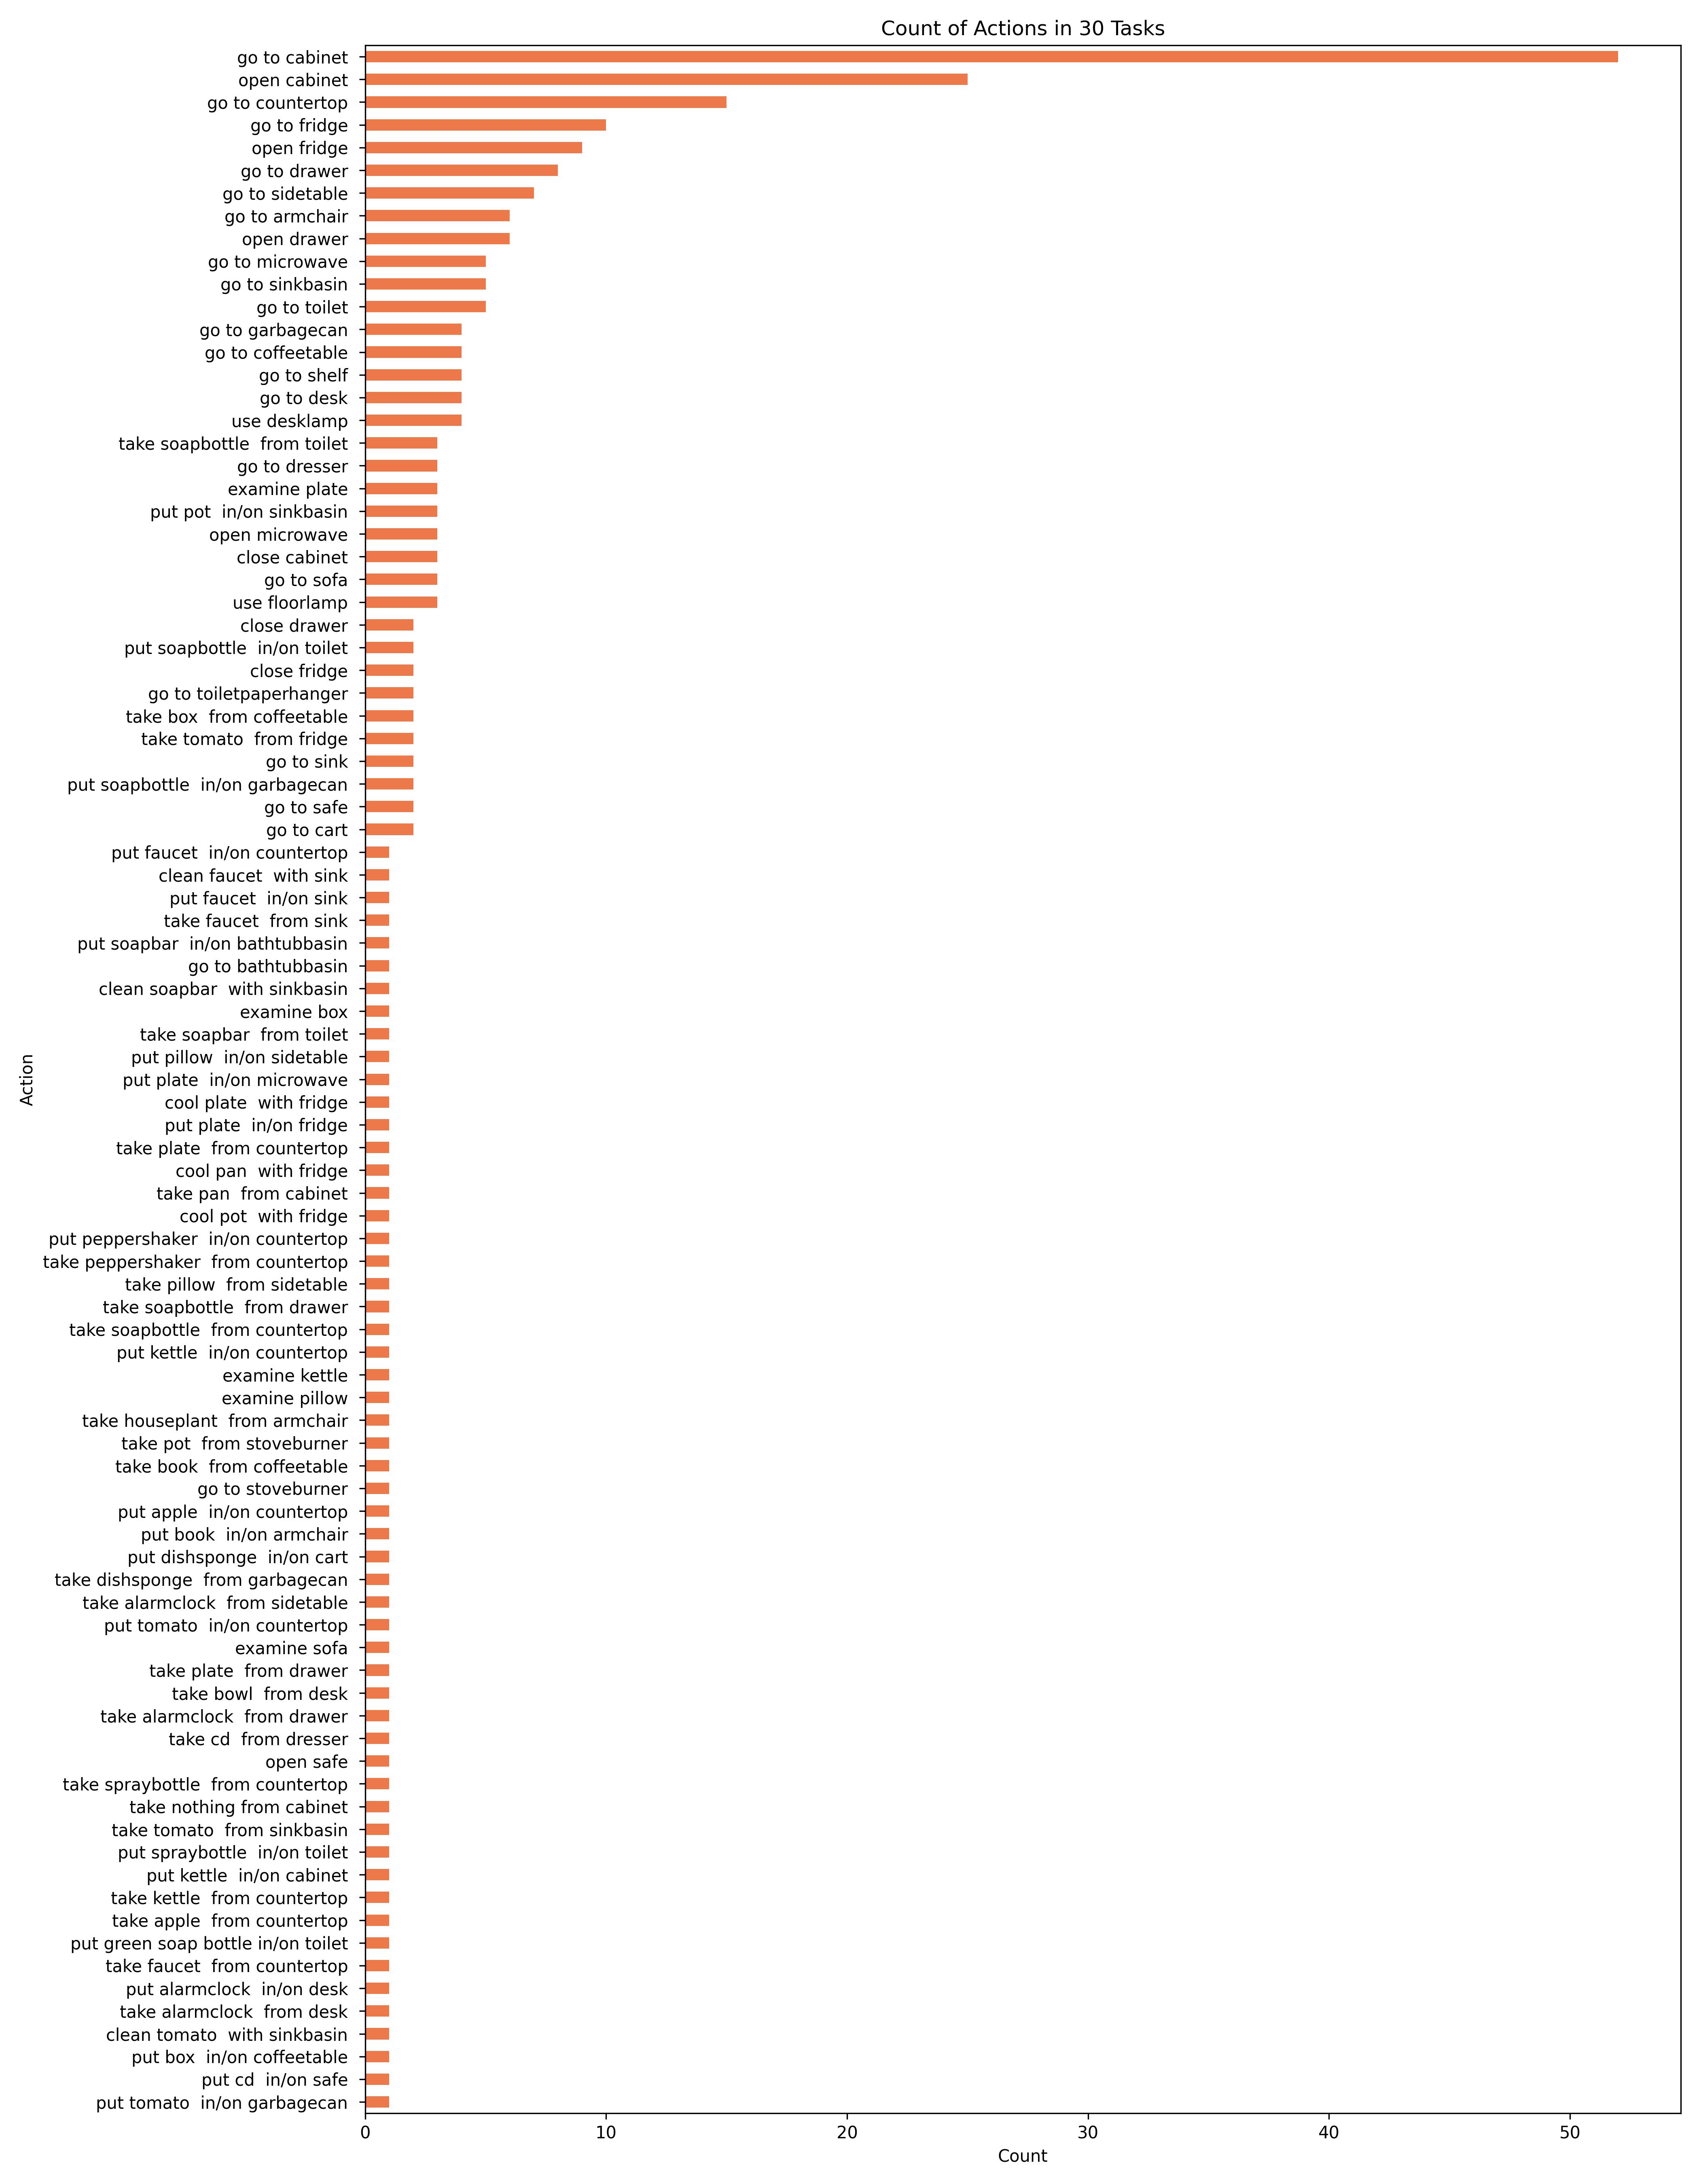 Count of Actions in 30 Tasks
go to cabinet
open cabinet
go to countertop
go to fridge
open fridge
go to drawer
go to sidetable
go to armchair
open drawer
go to microwave
go to sinkbasin
go to toilet
go to garbagecan
go to coffeetable
go to shelf
go to desk
use desklamp
take soapbottle  from toilet
go to dresser
examine plate
put pot  in/on sinkbasin
open microwave
close cabinet
go to sofa
use floorlamp
close drawer
put soapbottle  in/on toilet
close fridge
go to toiletpaperhanger
take box  from coffeetable
take tomato  from fridge
go to sink
put soapbottle  in/on garbagecan
go to safe
go to cart
put faucet  in/on countertop
clean faucet  with sink
put faucet  in/on sink
take faucet  from sink
put soapbar  in/on bathtubbasin
go to bathtubbasin
clean soapbar  with sinkbasin
examine box
take soapbar  from toilet
put pillow  in/on sidetable
put plate  in/on microwave
cool plate  with fridge
put plate  in/on fridge
take plate  from countertop
cool pan  with fridge
take pan  from cabinet
cool pot  with fridge
put peppershaker  in/on countertop
take peppershaker  from countertop
take pillow  from sidetable
take soapbottle  from drawer
take soapbottle  from countertop
put kettle  in/on countertop
examine kettle
examine pillow
take houseplant  from armchair
take pot  from stoveburner
take book  from coffeetable
go to stoveburner
put apple  in/on countertop
put book  in/on armchair
put dishsponge  in/on cart
take dishsponge  from garbagecan
take alarmclock  from sidetable
put tomato  in/on countertop
examine sofa
take plate  from drawer
take bowl  from desk
take alarmclock  from drawer
take cd  from dresser
open safe
take spraybottle  from countertop
take nothing from cabinet
take tomato  from sinkbasin
put spraybottle  in/on toilet
put kettle  in/on cabinet
take kettle  from countertop
take apple  from countertop
put green soap bottle in/on toilet
take faucet  from countertop
put alarmclock  in/on desk
take alarmclock  from desk
clean tomato  with sinkbasin
put box  in/on coffeetable
put cd  in/on safe
put tomato  in/on garbagecan
Action
0 10 20 30 40 50
Count